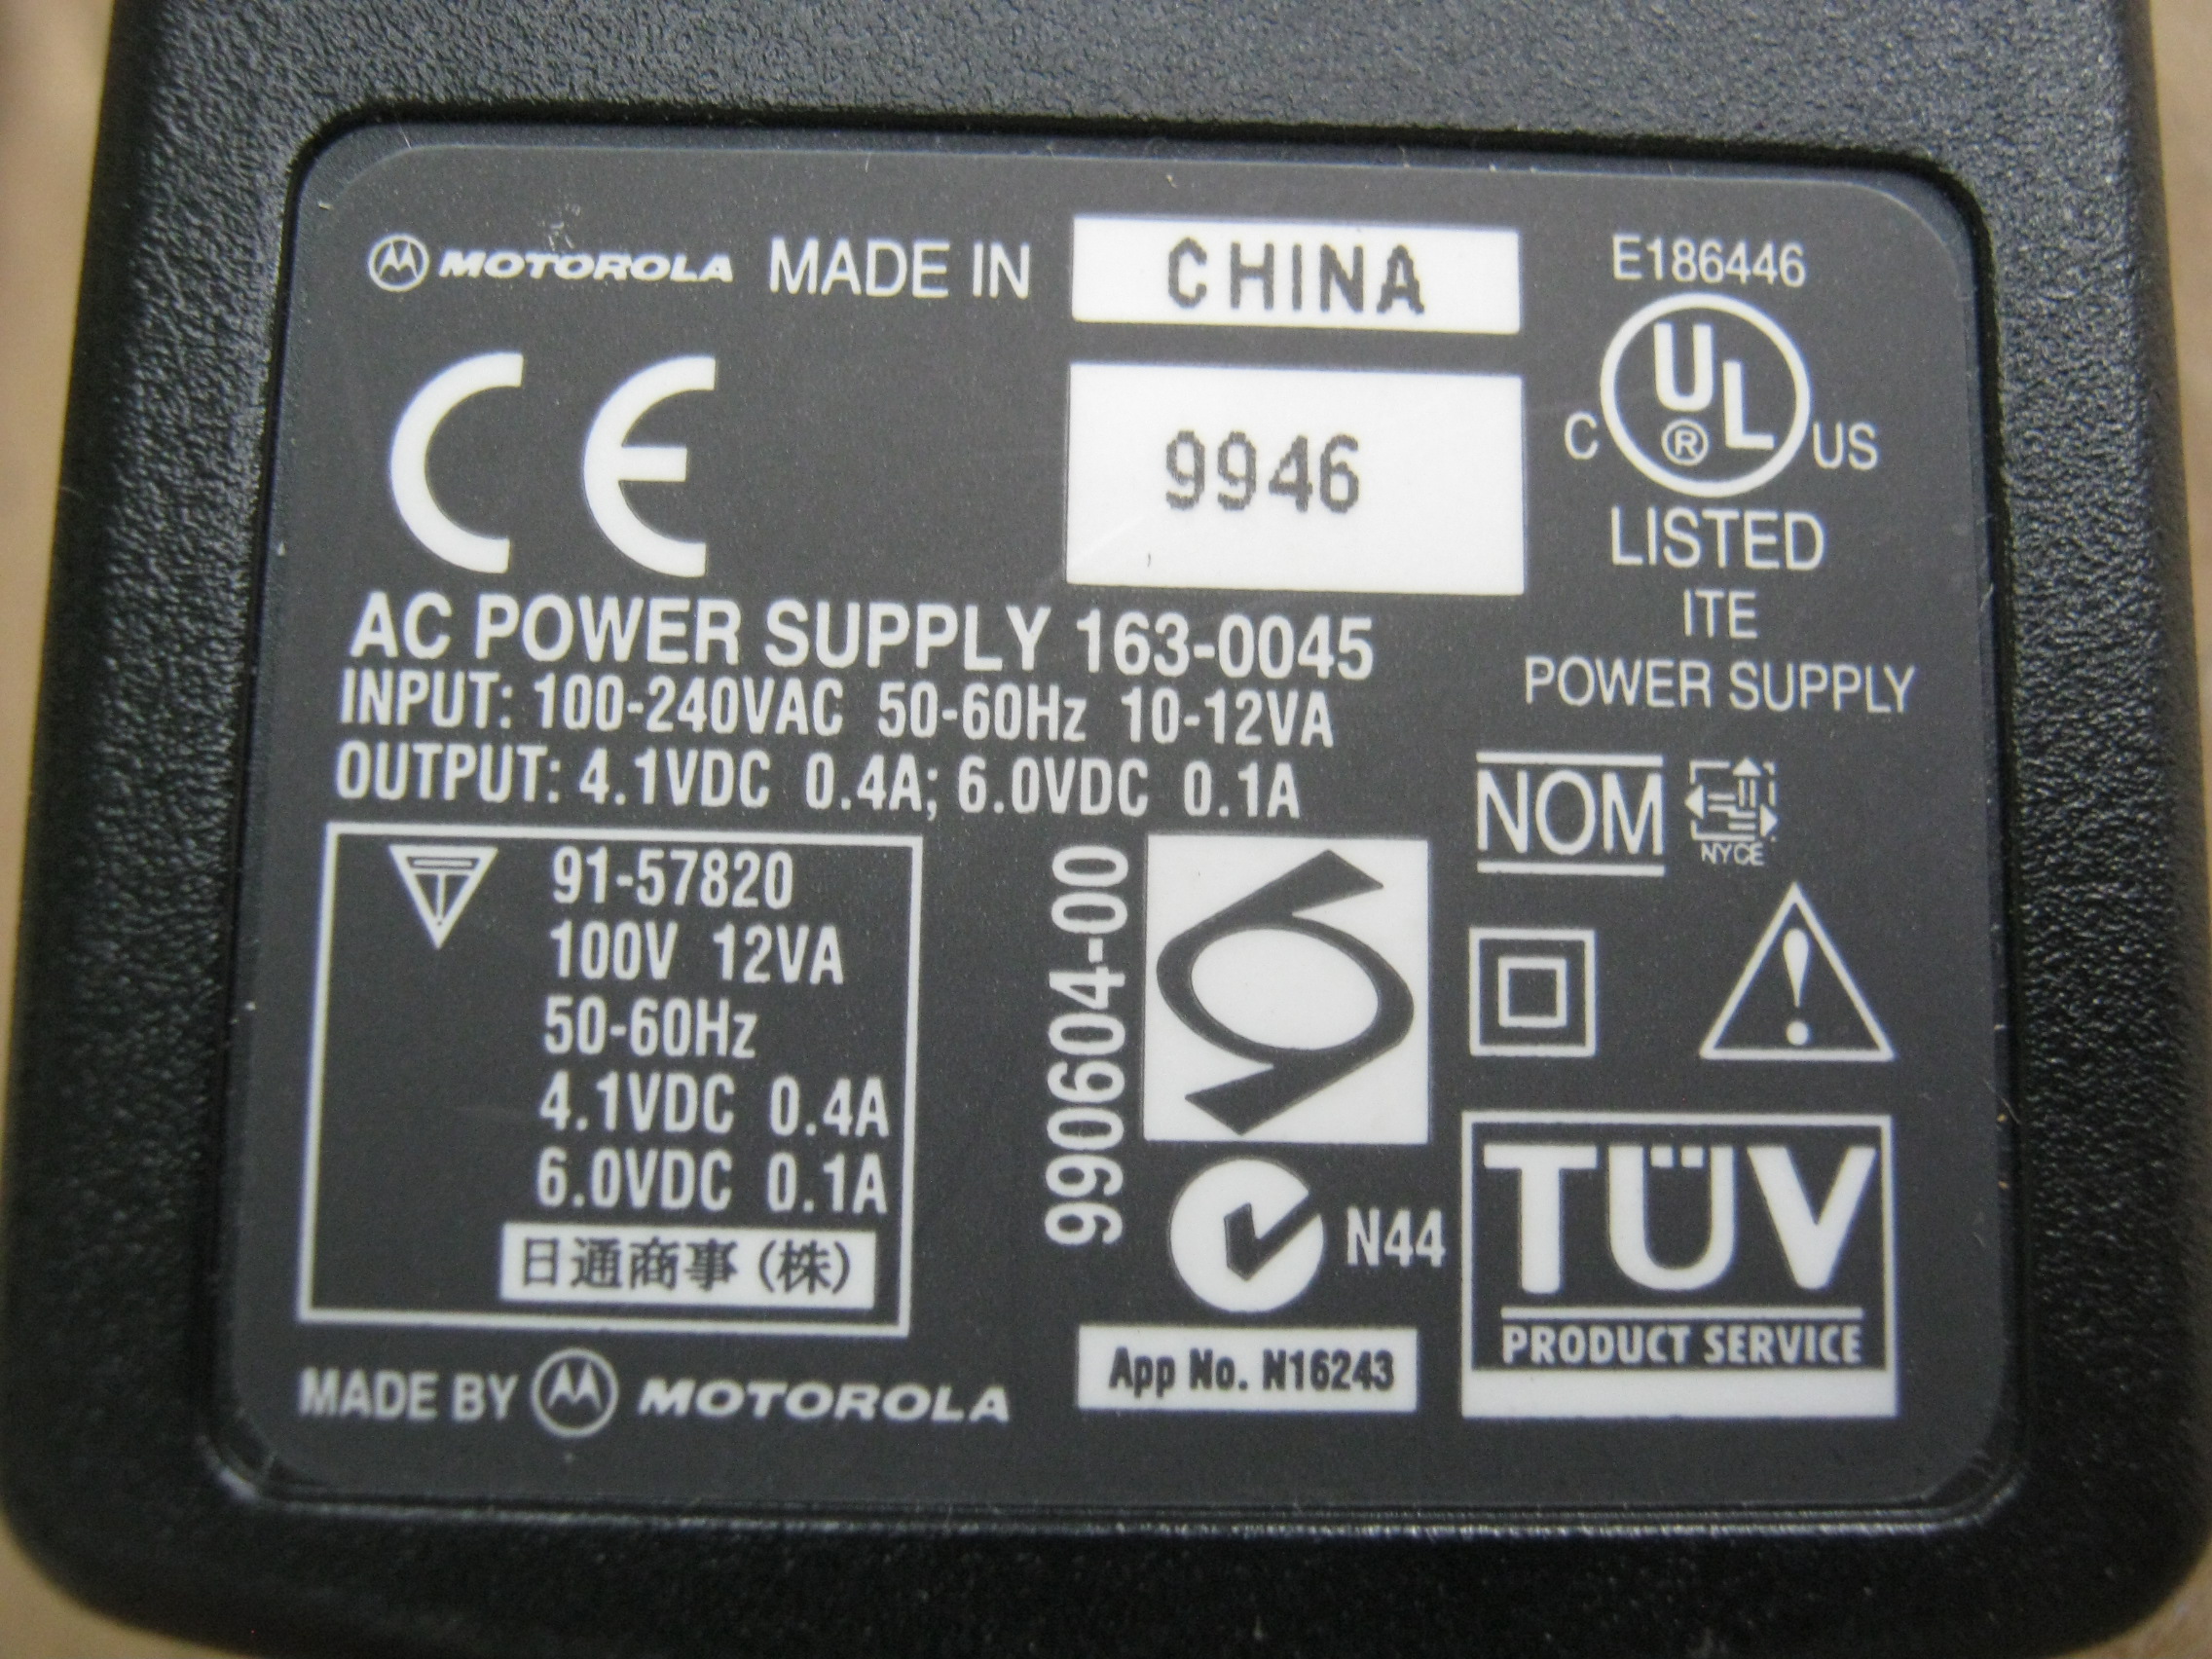 MOTOROLA MADE IN CHINA
E186446
CE
9946
C UL ® US
LISTED
ITE
POWER SUPPLY
AC POWER SUPPLY 163-0045
INPUT: 100-240VAC 50-60Hz 10-12VA
OUTPUT: 4.1VDC 0.4A; 6.0VDC 0.1A
NOM NYCE
T 91-57820
100V 12VA
50-60Hz
4.1VDC 0.4A
6.0VDC 0.1A
日通商事(株)
990604-00
N44
App No. N16243
!
TÜV
PRODUCT SERVICE
MADE BY MOTOROLA